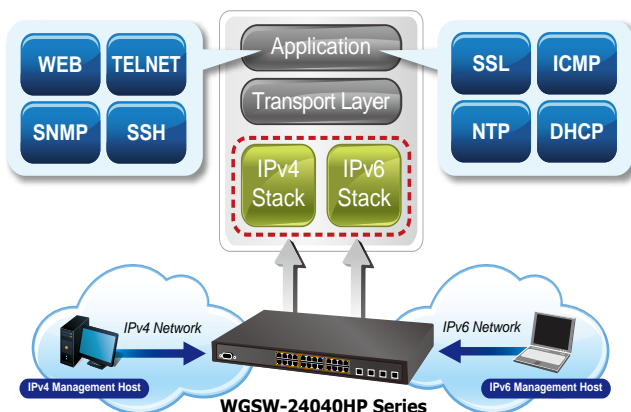 WEB TELNET
SNMP SSH
Application
Transport Layer
IPv4
Stack
IPv6
Stack
SSL ICMP
NTP DHCP
IPv4 Network
IPv4 Management Host
IPv6 Network
IPv6 Management Host
WGSW-24040HP Series